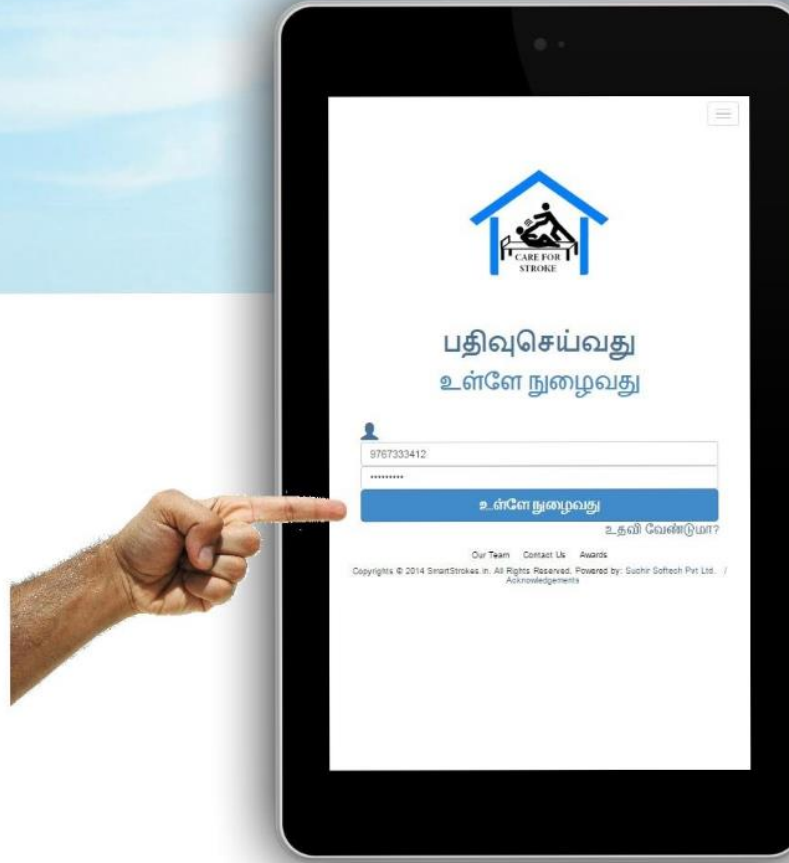 CARE FOR
STROKE
பதிவுசெய்வது
உள்ளே நுழைவது
9767333412
•••••••••
உள்ளே நுழைவது
உதவி வேண்டுமா?
Our Team Contact Us Awards
Copyrights © 2014 SmartStrokes.in. All Rights Reserved. Powered by: Suchir Softech Pvt Ltd. /
Acknowledgements